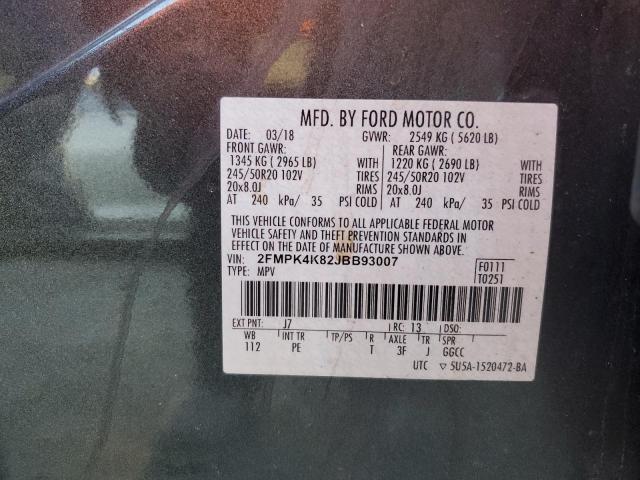 MFD. BY FORD MOTOR CO.
DATE: 03/18 GVWR: 2549 KG ( 5620 LB)
FRONT GAWR: REAR GAWR:
1345 KG ( 2965 LB) WITH 1220 KG ( 2690 LB) WITH
245/50R20 102V TIRES 245/50R20 102V TIRES
20x8.0J RIMS 20x8.0J RIMS
AT 240 kPa/ 35 PSI COLD AT 240 kPa/ 35 PSI COLD
THIS VEHICLE CONFORMS TO ALL APPLICABLE FEDERAL MOTOR
VEHICLE SAFETY AND THEFT PREVENTION STANDARDS IN
EFFECT ON THE DATE OF MANUFACTURE SHOWN ABOVE.
VIN: 2FMPK4K82JBB93007
TYPE: MPV
F0111
T0251
EXT PNT: J7 RC: 13 DSO:
WB INT TR TP/PS R AXLE TR SPR
112 PE T 3F J GGCC
UTC ▽ 5U5A-1520472-BA